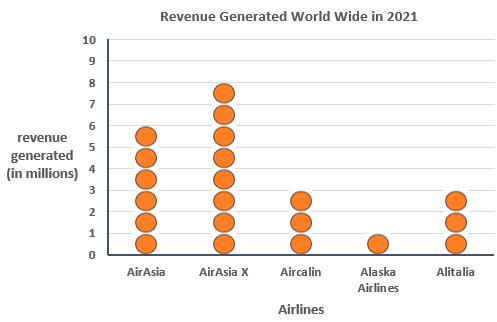 Revenue Generated World Wide in 2021
10
9
8
7
6
5
4
3
2
1
0
revenue
generated
(in millions)
AirAsia
AirAsia X
Aircalin
Alaska
Airlines
Alitalia
Airlines